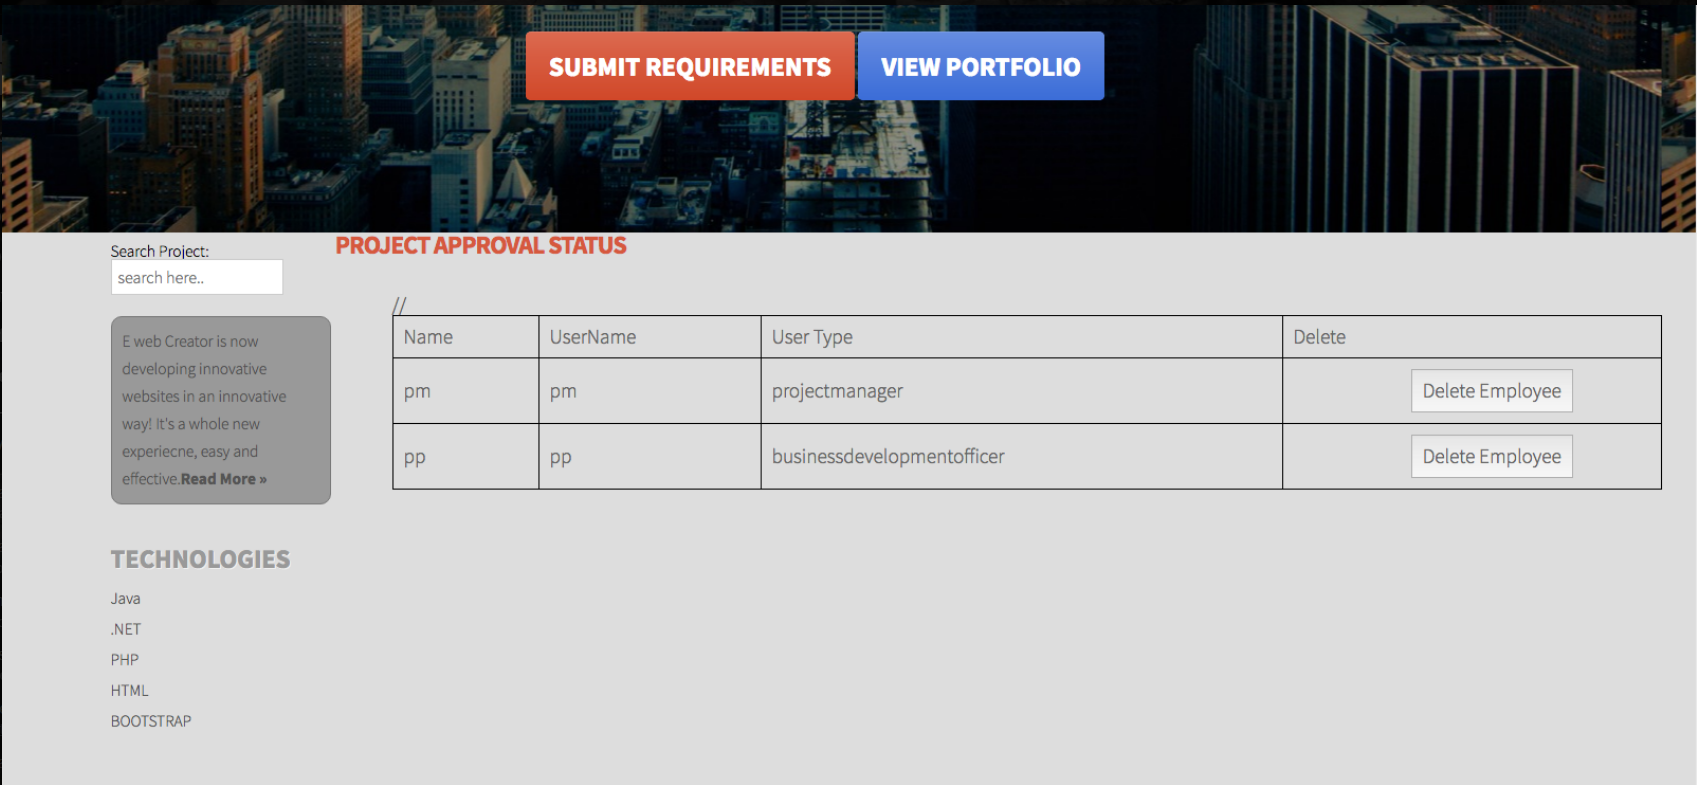 SUBMIT REQUIREMENTS VIEW PORTFOLIO
Search Project:
search here..
E web Creator is now
developing innovative
websites in an innovative
way! It's a whole new
experiecne, easy and
effective.Read More »
TECHNOLOGIES
Java
.NET
PHP
HTML
BOOTSTRAP
PROJECT APPROVAL STATUS
//
Name UserName User Type Delete
pm pm projectmanager Delete Employee
pp pp businessdevelopmentofficer Delete Employee